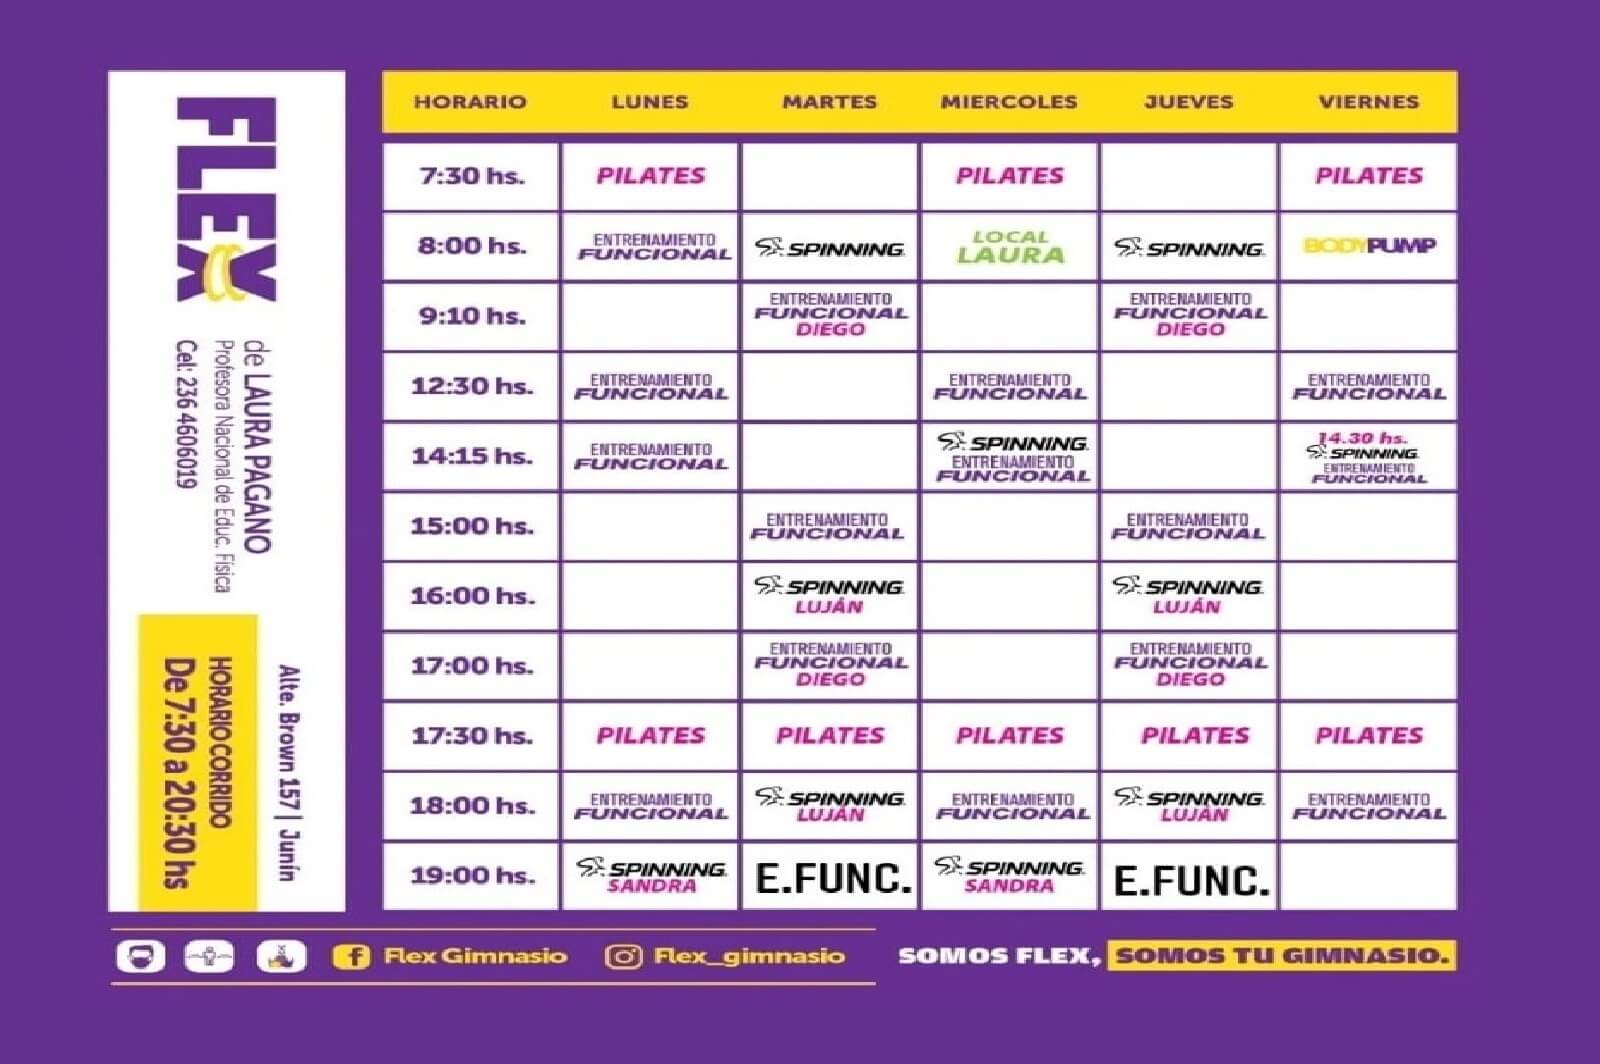 FLEX
de LAURA PAGANO
Profesora Nacional de Educ. Física
Cel: 236 4606019
Alte. Brown 157 | Junín
HORARIO CORRIDO
De 7:30 a 20:30 hs
HORARIO LUNES MARTES MIERCOLES JUEVES VIERNES
7:30 hs. PILATES PILATES PILATES
8:00 hs. ENTRENAMIENTO FUNCIONAL SPINNING. LOCAL LAURA SPINNING. BODYPUMP
9:10 hs. ENTRENAMIENTO FUNCIONAL DIEGO ENTRENAMIENTO FUNCIONAL DIEGO
12:30 hs. ENTRENAMIENTO FUNCIONAL ENTRENAMIENTO FUNCIONAL ENTRENAMIENTO FUNCIONAL
14:15 hs. ENTRENAMIENTO FUNCIONAL SPINNING. ENTRENAMIENTO FUNCIONAL 14.30 hs. SPINNING. ENTRENAMIENTO FUNCIONAL
15:00 hs. ENTRENAMIENTO FUNCIONAL ENTRENAMIENTO FUNCIONAL
16:00 hs. SPINNING. LUJÁN SPINNING. LUJÁN
17:00 hs. ENTRENAMIENTO FUNCIONAL DIEGO ENTRENAMIENTO FUNCIONAL DIEGO
17:30 hs. PILATES PILATES PILATES PILATES PILATES
18:00 hs. ENTRENAMIENTO FUNCIONAL SPINNING. LUJÁN ENTRENAMIENTO FUNCIONAL SPINNING. LUJÁN ENTRENAMIENTO FUNCIONAL
19:00 hs. SPINNING. SANDRA E.FUNC. SPINNING. SANDRA E.FUNC.
Flex Gimnasio Flex_gimnasio SOMOS FLEX, SOMOS TU GIMNASIO.